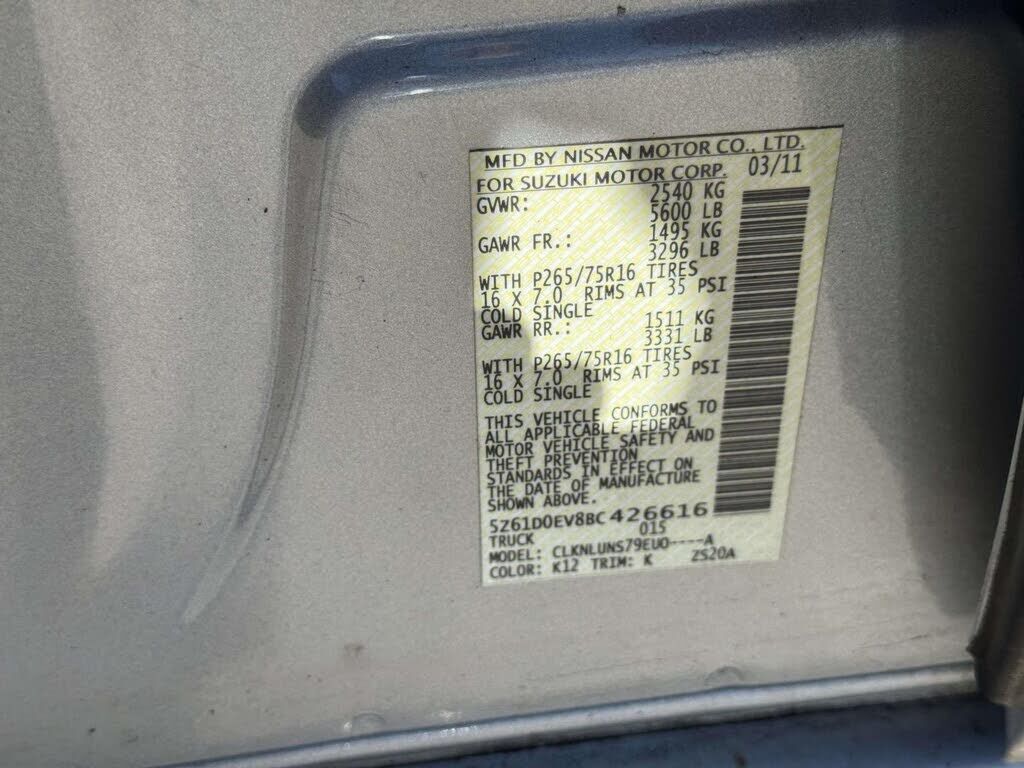 MFD BY NISSAN MOTOR CO., LTD.
FOR SUZUKI MOTOR CORP. 03/11
GVWR: 2540 KG
5600 LB
GAWR FR.: 1495 KG
3296 LB
WITH P265/75R16 TIRES
16 X 7.0 RIMS AT 35 PSI
COLD SINGLE
GAWR RR.: 1511 KG
3331 LB
WITH P265/75R16 TIRES
16 X 7.0 RIMS AT 35 PSI
COLD SINGLE
THIS VEHICLE CONFORMS TO
ALL APPLICABLE FEDERAL
MOTOR VEHICLE SAFETY AND
THEFT PREVENTION
STANDARDS IN EFFECT ON
THE DATE OF MANUFACTURE
SHOWN ABOVE.
5Z61D0EV8BC426616
TRUCK 015
MODEL: CLKNLUNS79EUO----A
COLOR: K12 TRIM: K ZS20A